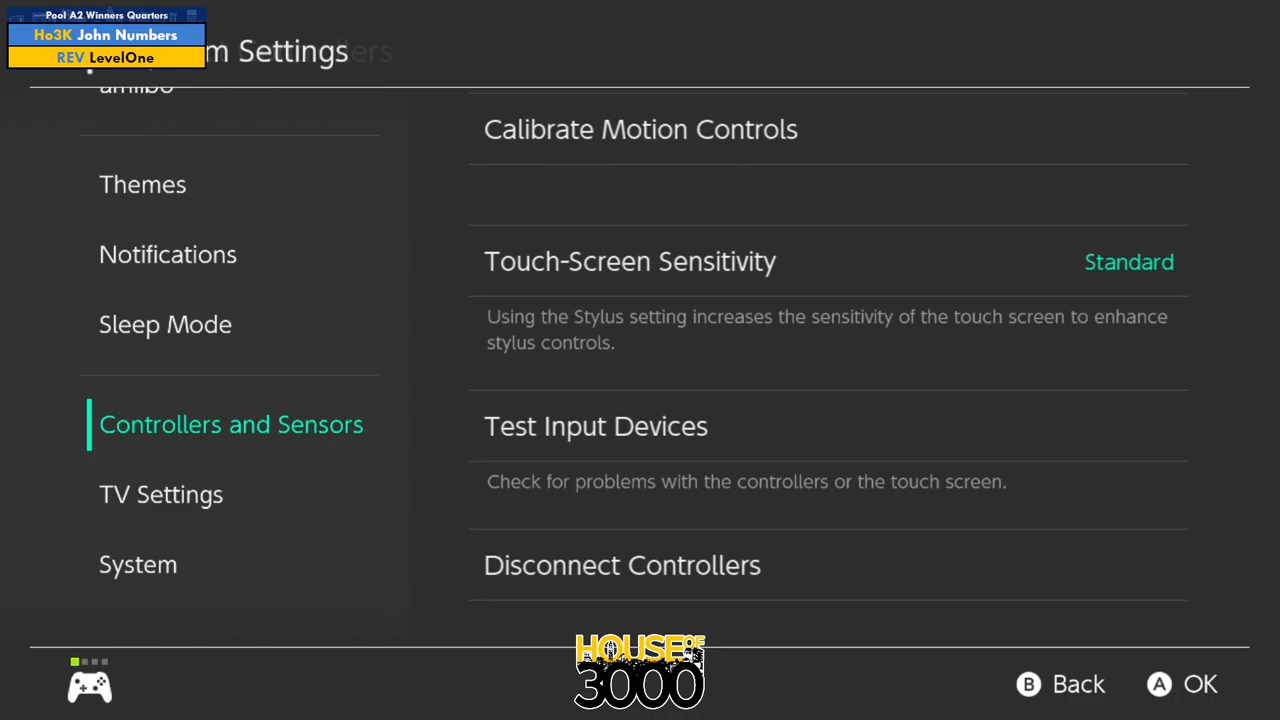 Pool A2 Winners Quarters
Ho3K John Numbers
REV LevelOne
m Settings
amiibo
Themes
Notifications
Sleep Mode
Controllers and Sensors
TV Settings
System
Calibrate Motion Controls
Touch-Screen Sensitivity Standard
Using the Stylus setting increases the sensitivity of the touch screen to enhance
stylus controls.
Test Input Devices
Check for problems with the controllers or the touch screen.
Disconnect Controllers
HOUSE OF
3000
B Back A OK